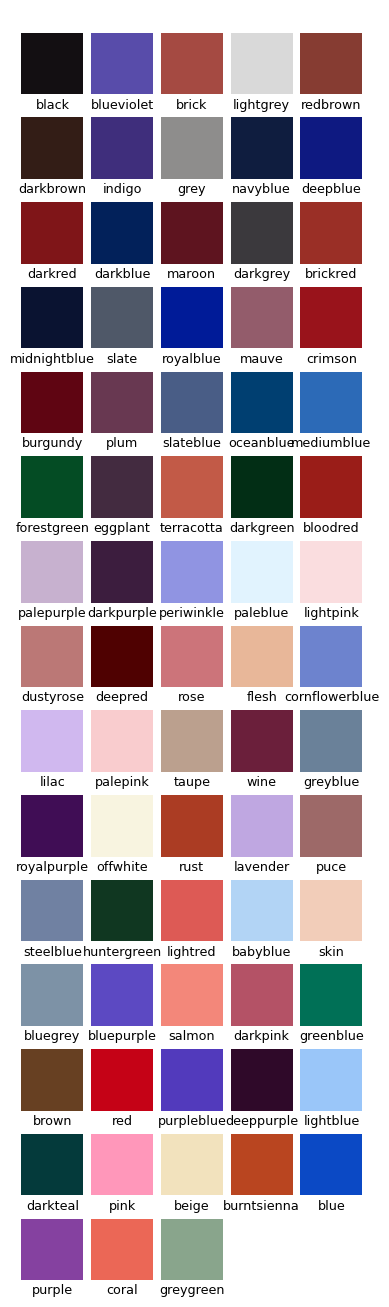 black blueviolet brick lightgrey redbrown
darkbrown indigo grey navyblue deepblue
darkred darkblue maroon darkgrey brickred
midnightblue slate royalblue mauve crimson
burgundy plum slateblue oceanblue mediumblue
forestgreen eggplant terracotta darkgreen bloodred
palepurple darkpurple periwinkle paleblue lightpink
dustyrose deepred rose flesh cornflowerblue
lilac palepink taupe wine greyblue
royalpurple offwhite rust lavender puce
steelblue huntergreen lightred babyblue skin
bluegrey bluepurple salmon darkpink greenblue
brown red purpleblue deeppurple lightblue
darkteal pink beige burntsienna blue
purple coral greygreen